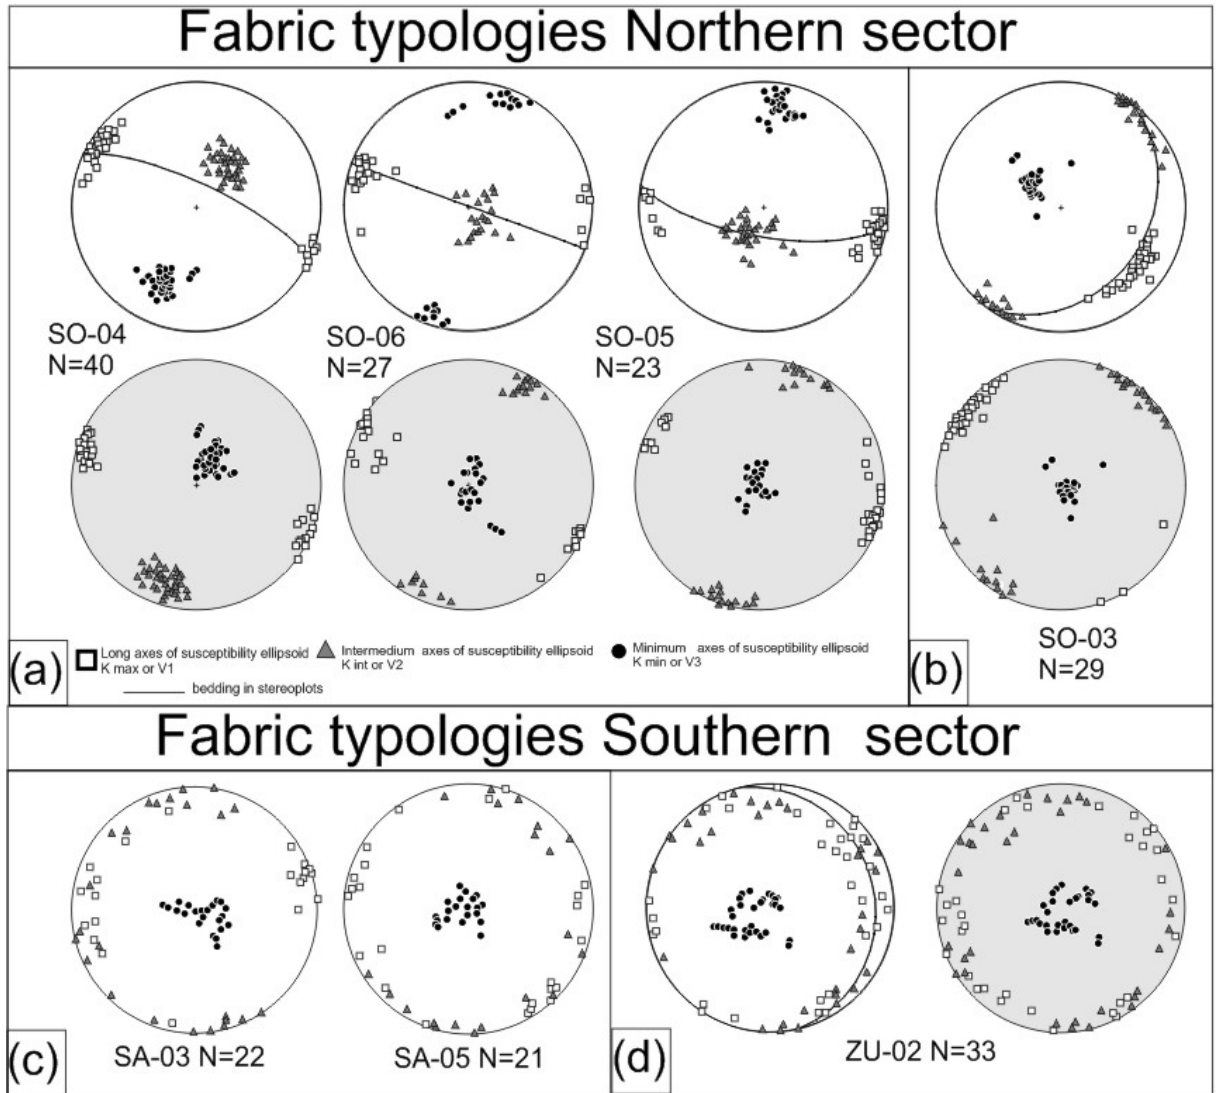 Fabric typologies Northern sector
SO-04
N=40
SO-06
N=27
SO-05
N=23
(a)
Long axes of susceptibility ellipsoid
K max or V1
Intermedium axes of susceptibility ellipsoid
K int or V2
Minimum axes of susceptibility ellipsoid
K min or V3
bedding in stereoplots
(b)
SO-03
N=29
Fabric typologies Southern sector
(c)
SA-03 N=22
SA-05 N=21
(d)
ZU-02 N=33